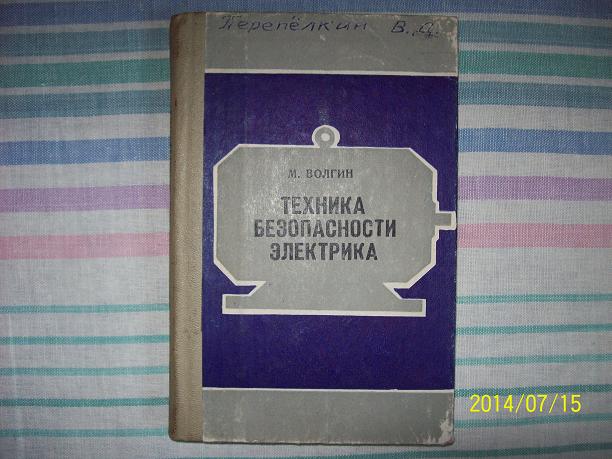 Перепёлкин В. Д.
М. ВОЛГИН
ТЕХНИКА
БЕЗОПАСНОСТИ
ЭЛЕКТРИКА
2014/07/15